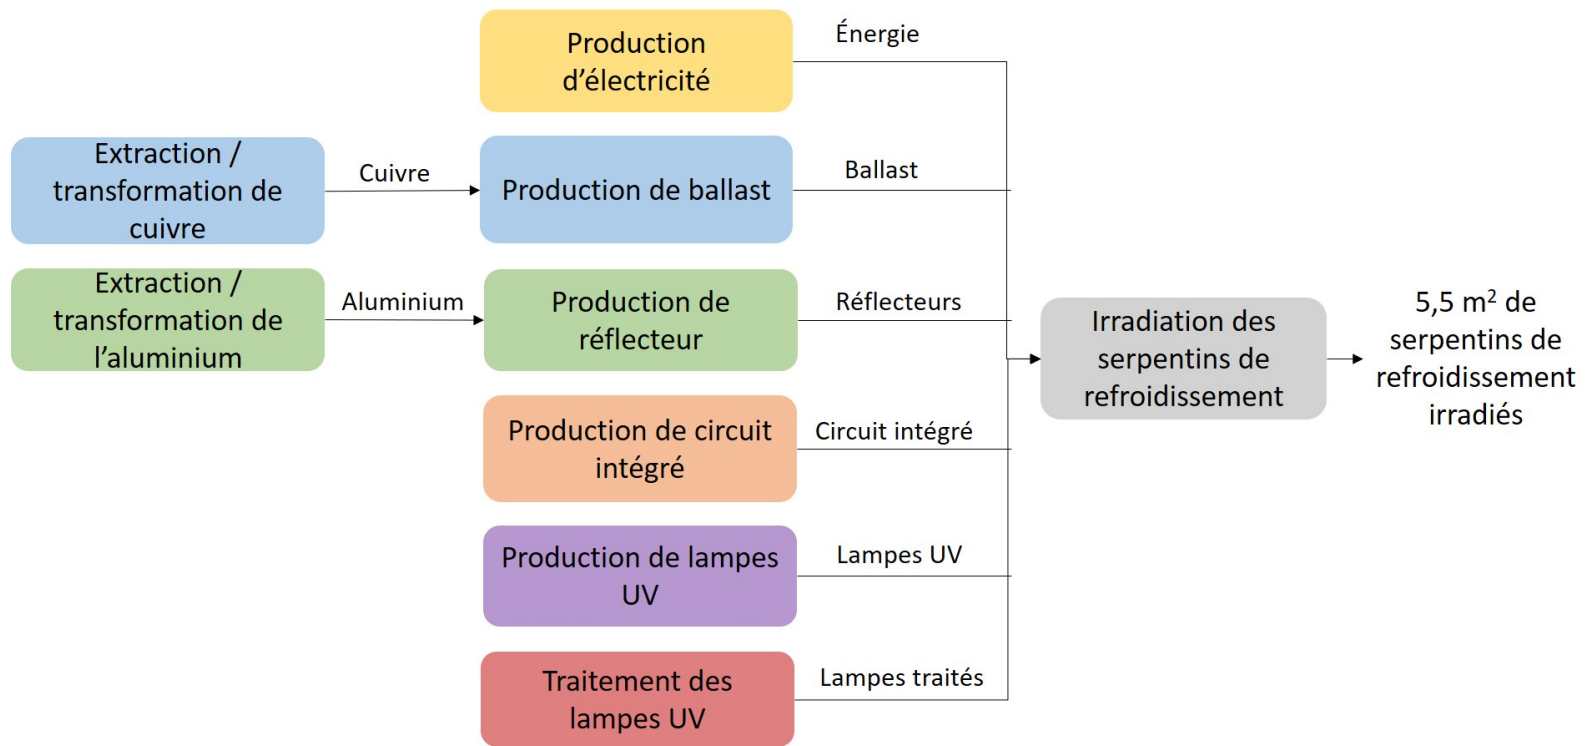 Production
d’électricité
Énergie
Extraction /
transformation de
cuivre
Cuivre
Production de ballast
Ballast
Extraction /
transformation de
l’aluminium
Aluminium
Production de
réflecteur
Réflecteurs
Irradiation des
serpentins de
refroidissement
5,5 m² de
serpentins de
refroidissement
irradiés
Production de circuit
intégré
Circuit intégré
Production de lampes
UV
Lampes UV
Traitement des
lampes UV
Lampes traités